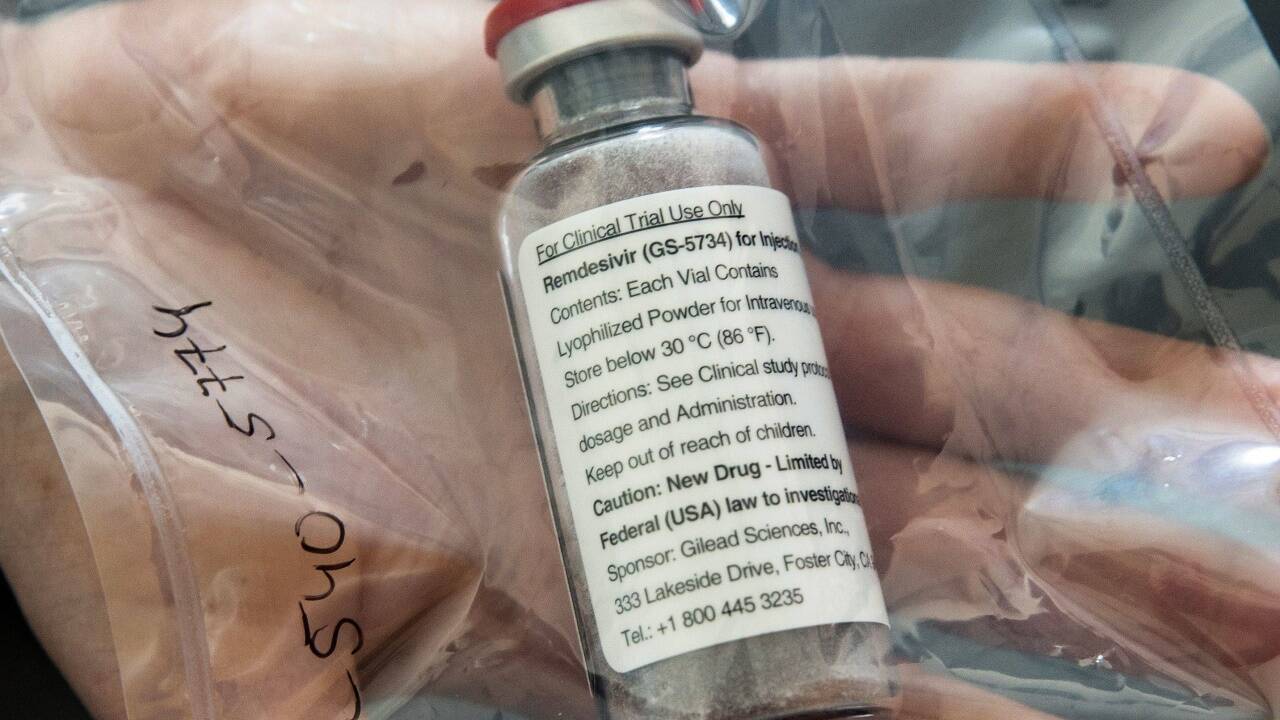 For Clinical Trial Use Only
Remdesivir (GS-5734) for Injection
Contents: Each Vial Contains
Lyophilized Powder for Intravenous
Store below 30 °C (86 °F).
Directions: See Clinical study
dosage and Administration.
Keep out of reach of children.
Caution: New Drug - Limited by
Federal (USA) law to
Sponsor: Gilead Sciences, Inc.,
333 Lakeside Drive, Foster City, CA
Tel.: +1 800 445 3235